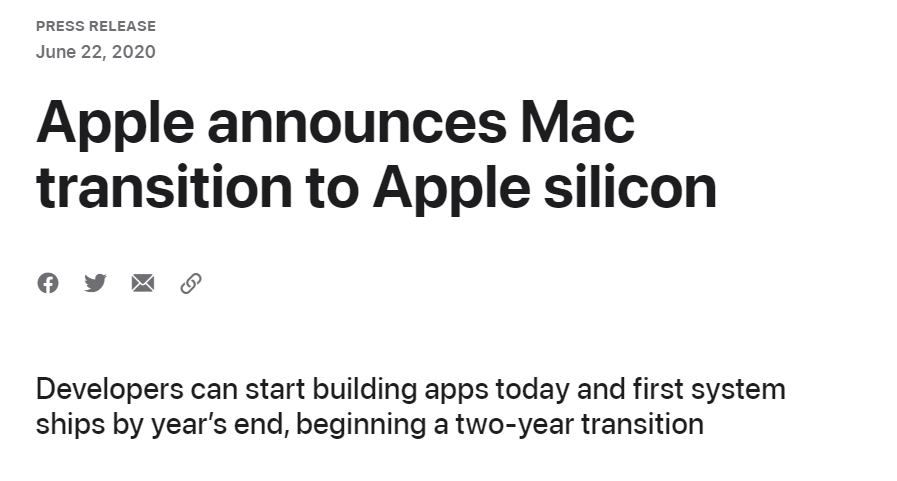 PRESS RELEASE
June 22, 2020
Apple announces Mac
transition to Apple silicon
Developers can start building apps today and first system
ships by year’s end, beginning a two-year transition